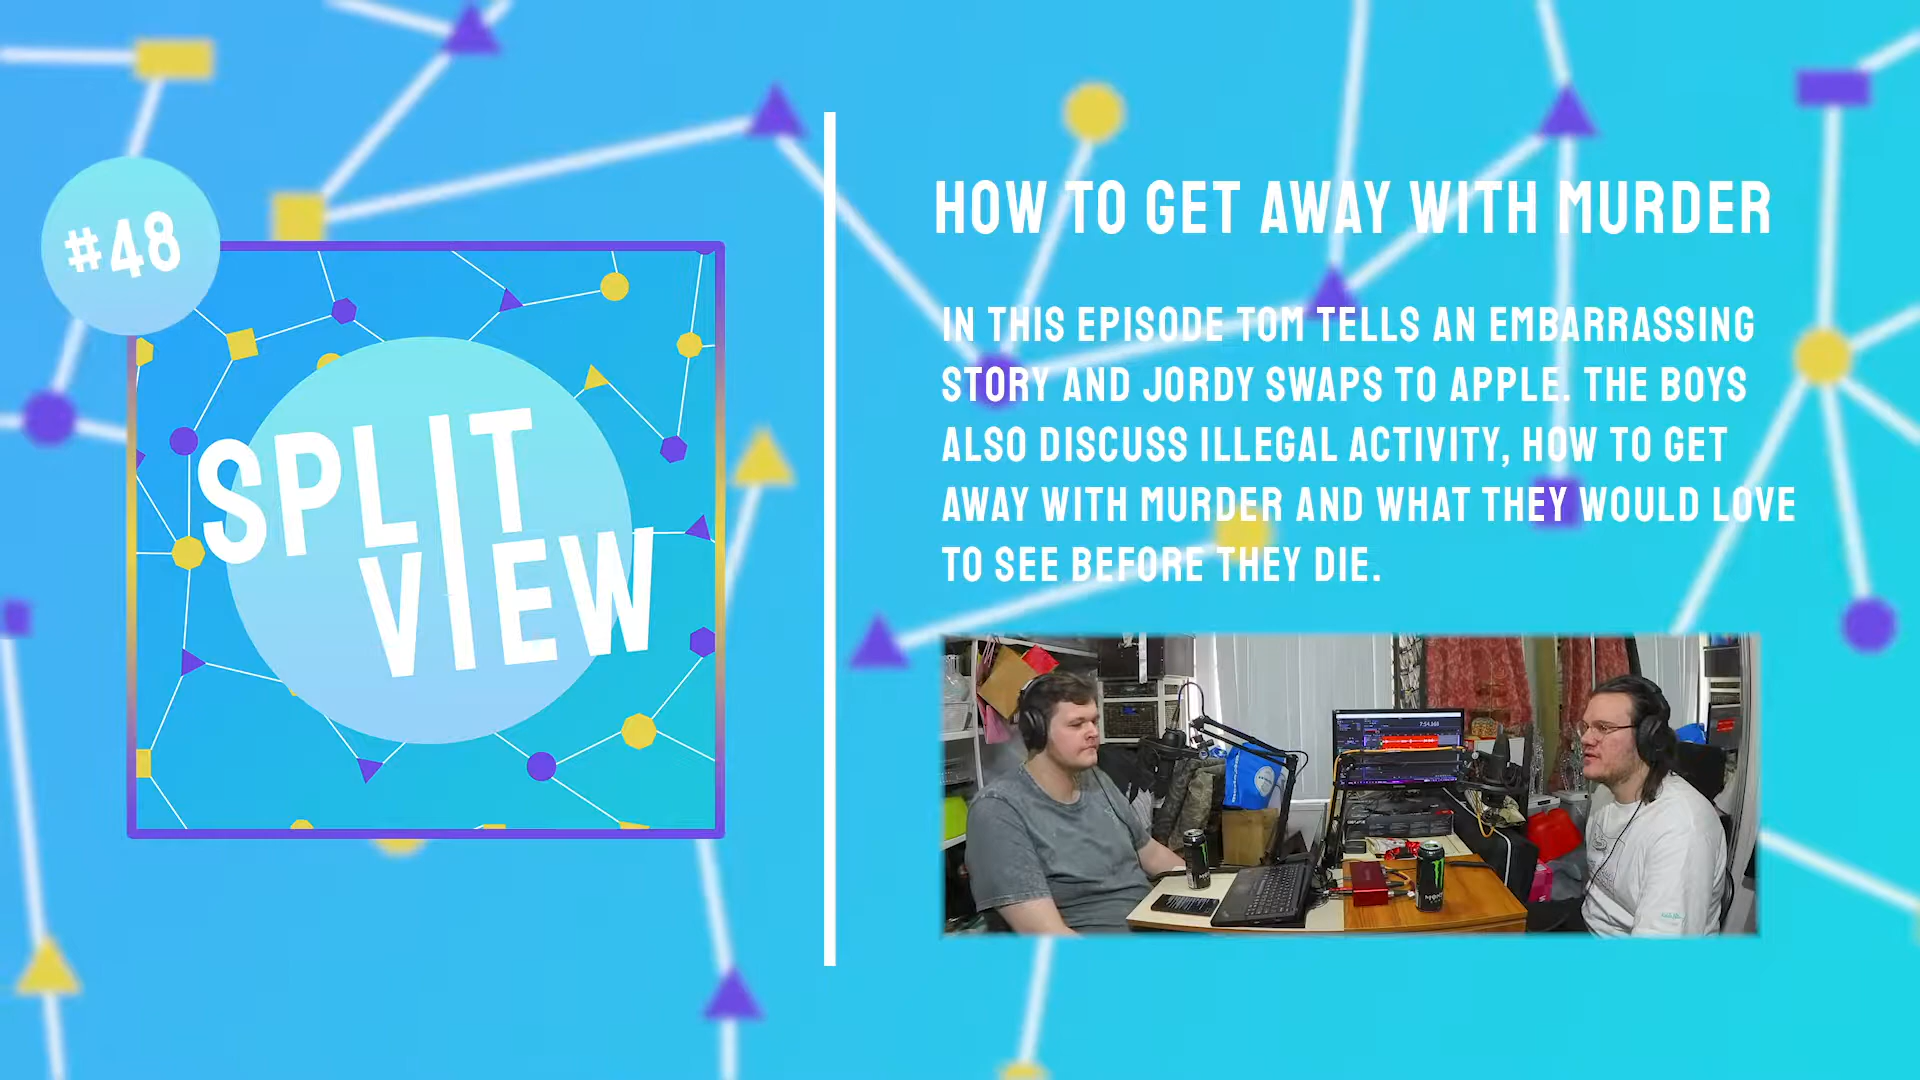 #48
SPLIT
VIEW
HOW TO GET AWAY WITH MURDER
IN THIS EPISODE TOM TELLS AN EMBARRASSING
STORY AND JORDY SWAPS TO APPLE. THE BOYS
ALSO DISCUSS ILLEGAL ACTIVITY, HOW TO GET
AWAY WITH MURDER AND WHAT THEY WOULD LOVE
TO SEE BEFORE THEY DIE.